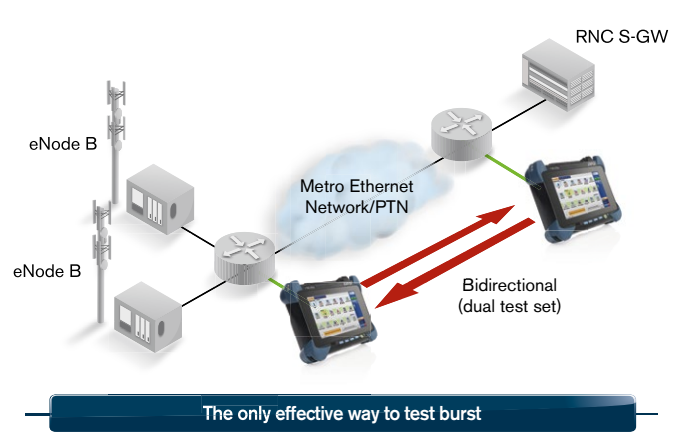 RNC S-GW
eNode B
Metro Ethernet
Network/PTN
eNode B
Bidirectional
(dual test set)
The only effective way to test burst